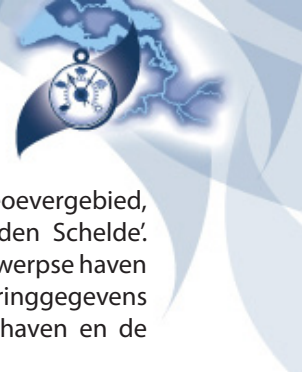 oevergebied,
den Schelde’.
werpse haven
ringgegevens
haven en de